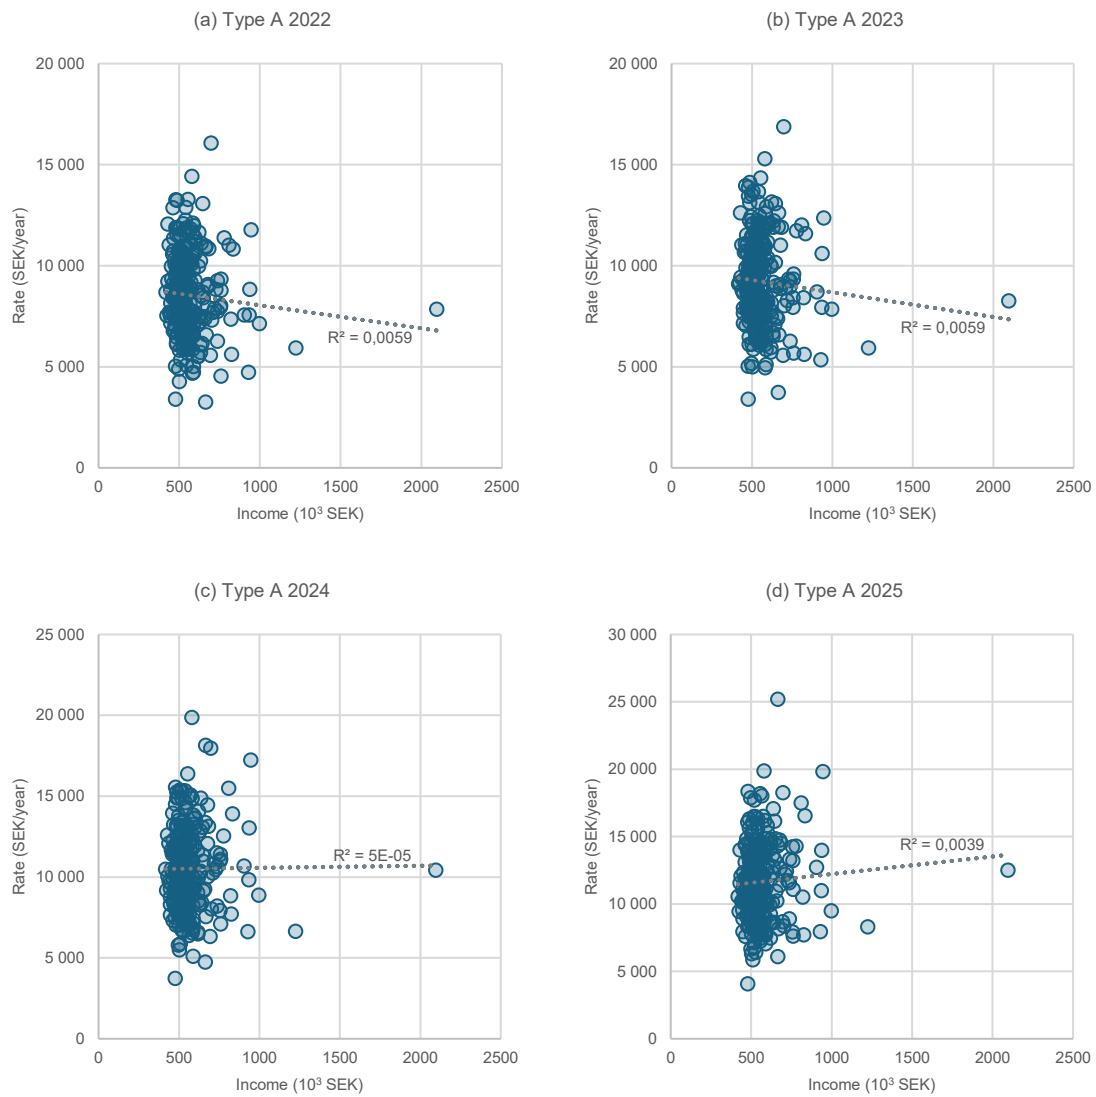 (a) Type A 2022
20 000
15 000
10 000
5 000
0
Rate (SEK/year)
R² = 0,0059
0 500 1000 1500 2000 2500
Income (10³ SEK)
(b) Type A 2023
20 000
15 000
10 000
5 000
0
Rate (SEK/year)
R² = 0,0059
0 500 1000 1500 2000 2500
Income (10³ SEK)
(c) Type A 2024
25 000
20 000
15 000
10 000
5 000
0
Rate (SEK/year)
R² = 5E-05
0 500 1000 1500 2000 2500
Income (10³ SEK)
(d) Type A 2025
30 000
25 000
20 000
15 000
10 000
5 000
0
Rate (SEK/year)
R² = 0,0039
0 500 1000 1500 2000 2500
Income (10³ SEK)